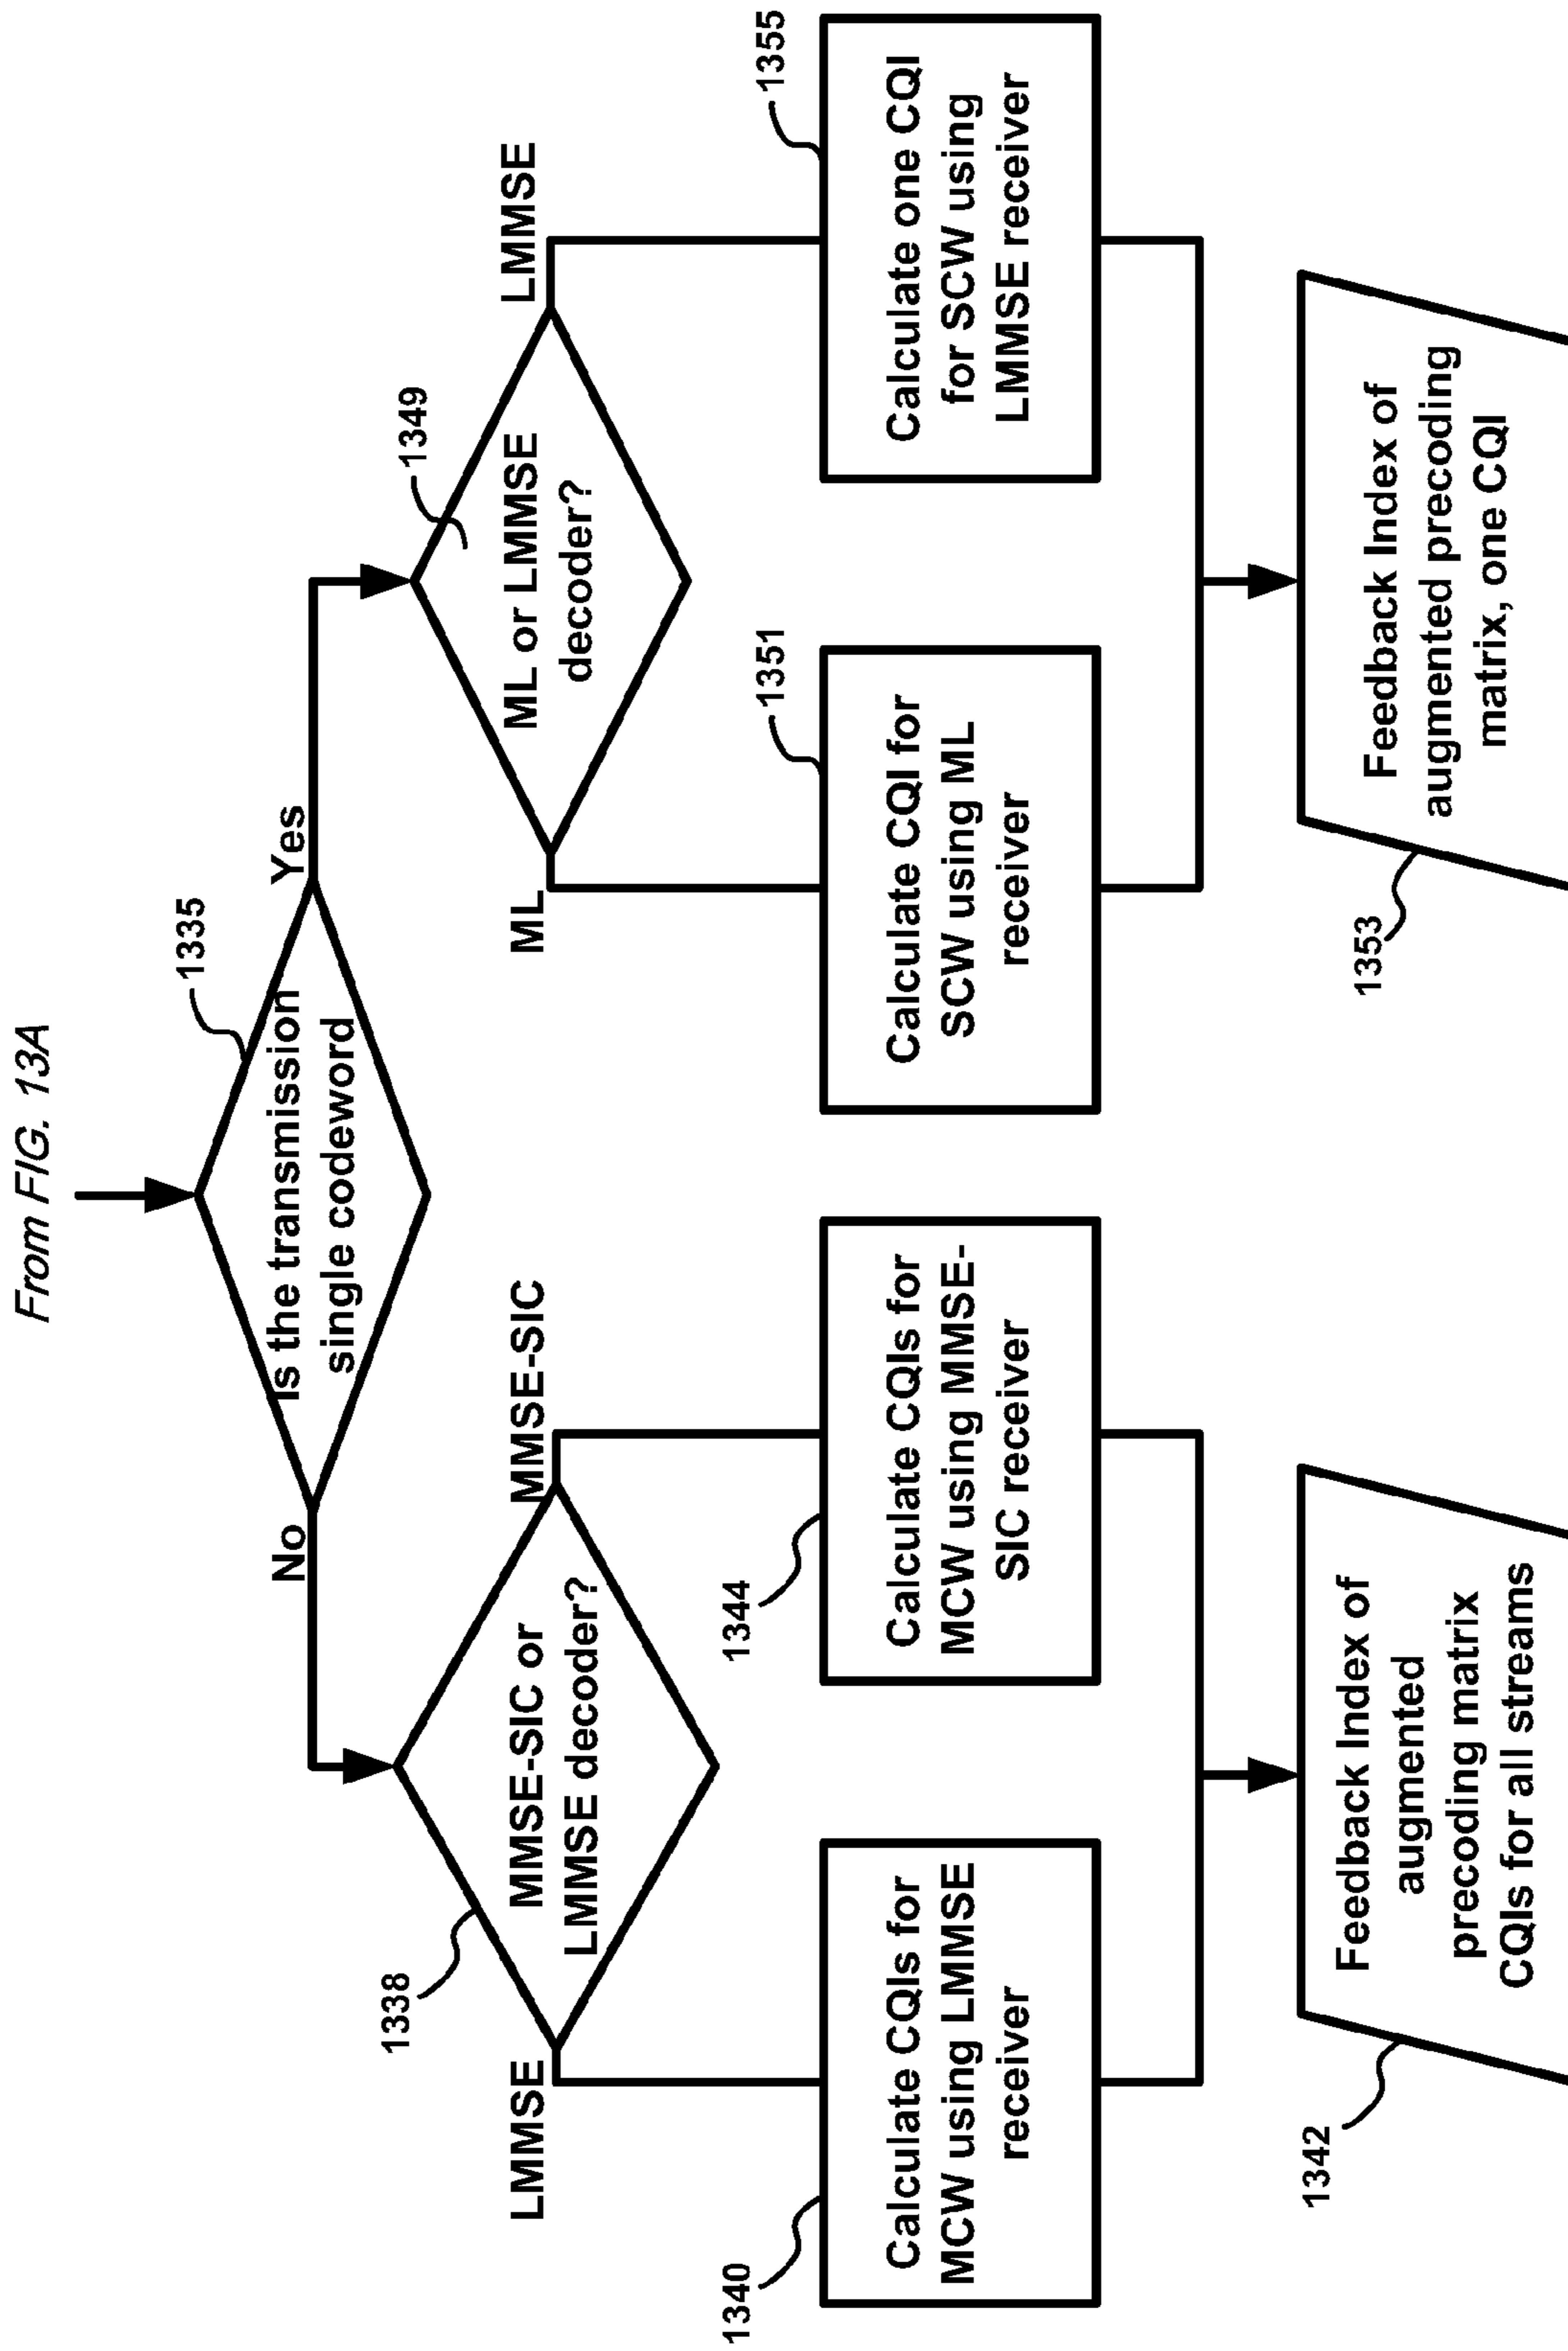 From FIG. 13A
1335
Is the transmission
single codeword
No
Yes
1338
MMSE-SIC or
LMMSE decoder?
LMMSE
MMSE-SIC
1349
ML or LMMSE
decoder?
ML
LMMSE
1340
Calculate CQIs for
MCW using LMMSE
receiver
1344
Calculate CQIs for
MCW using MMSE-
SIC receiver
1351
Calculate CQI for
SCW using ML
receiver
1355
Calculate one CQI
for SCW using
LMMSE receiver
1342
Feedback Index of
augmented
precoding matrix
CQIs for all streams
1353
Feedback Index of
augmented precoding
matrix, one CQI